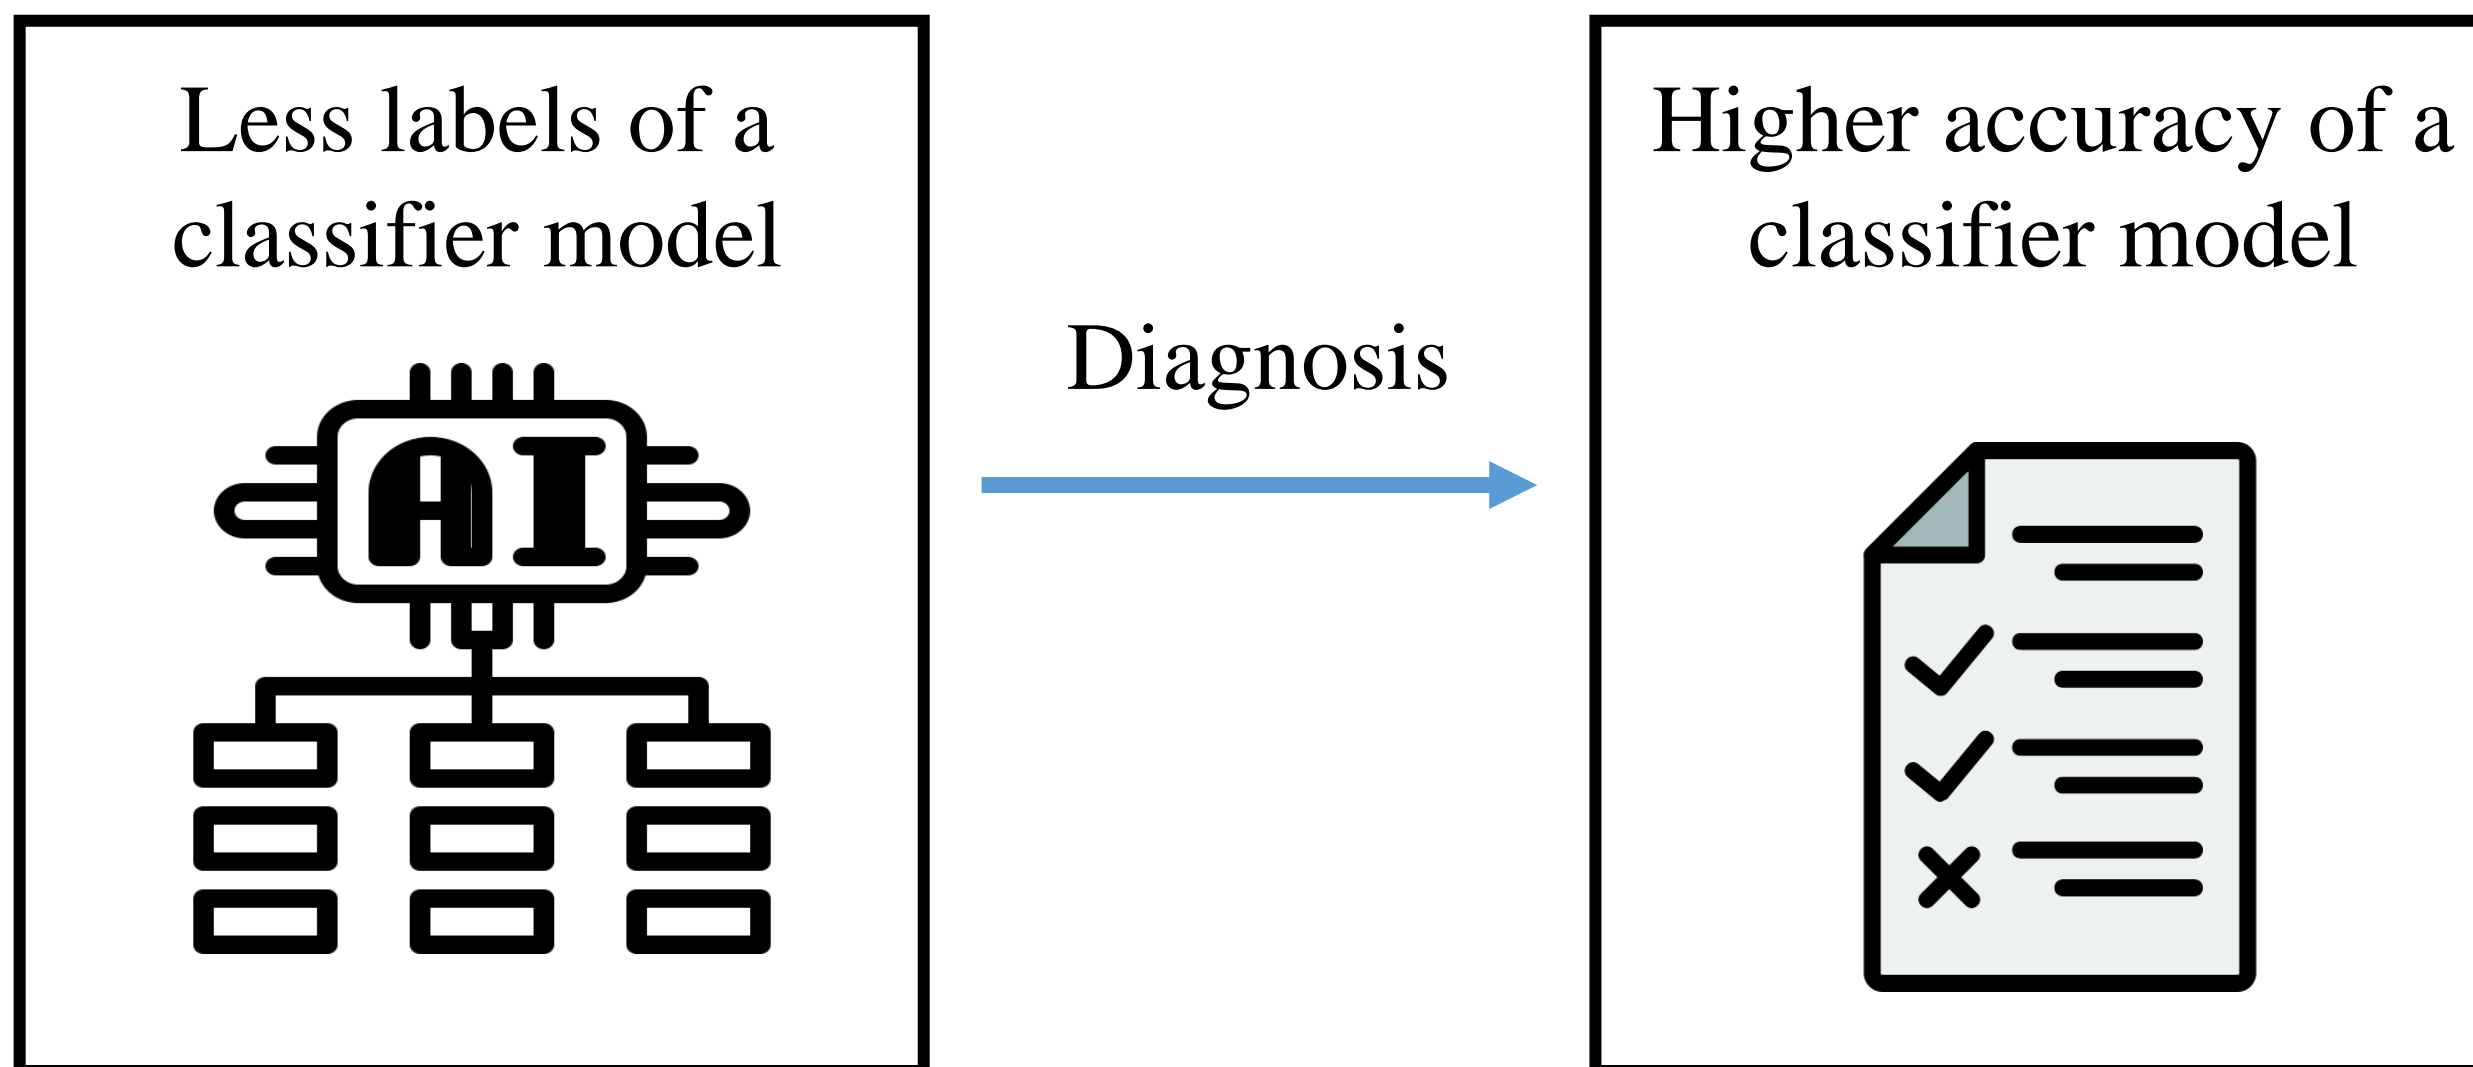 Less labels of a
classifier model
AI
Diagnosis
Higher accuracy of a
classifier model